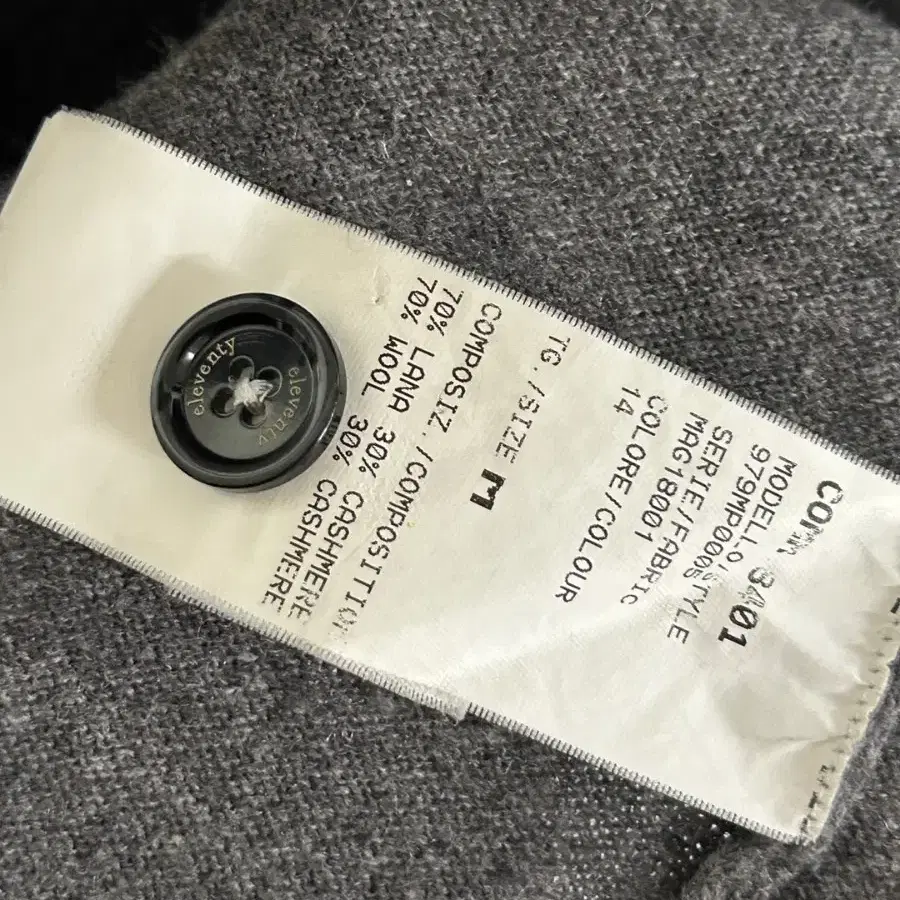 COMM 3401
MODELLO/STYLE
979MP0005
SERIE/FABRIC
MAG18001
COLORE/COLOUR
14
TG./SIZE M
COMPOSIZ./COMPOSITION
70% LANA 30% CASHMERE
70% WOOL 30% CASHMERE
eleventy
eleventy